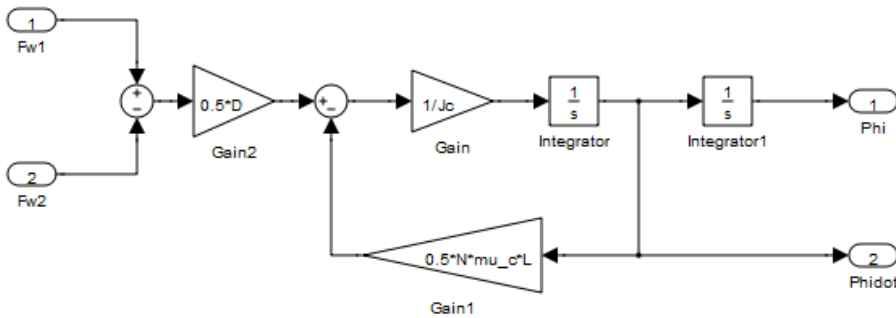 1
Fw1
+
−
0.5*D
Gain2
2
Fw2
+
−
1/Jc
Gain
1
s
Integrator
1
s
Integrator1
1
Phi
0.5*N*mu_c*L
Gain1
2
Phidot